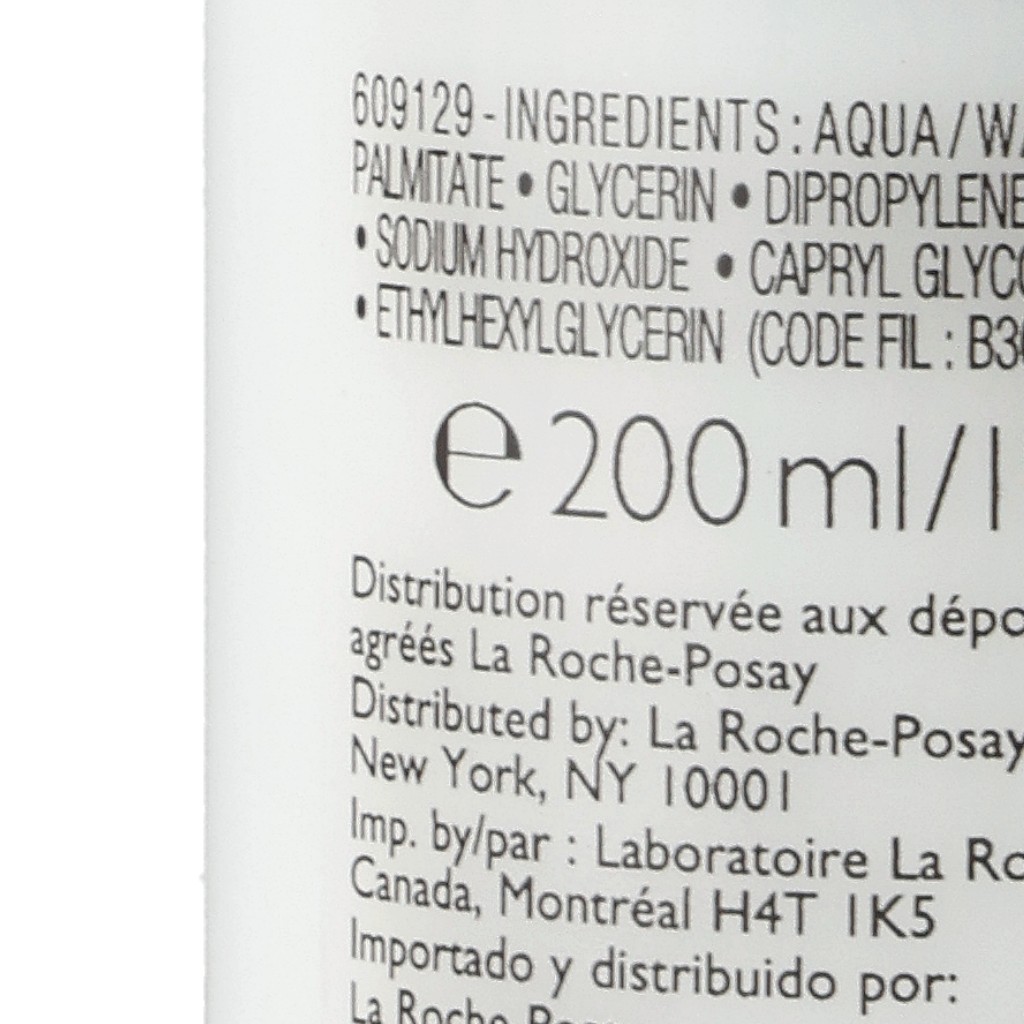 609129 - INGREDIENTS : AQUA /
PALMITATE • GLYCERIN • DIPROPYLENE
• SODIUM HYDROXIDE • CAPRYL
• ETHYLHEXYLGLYCERIN (CODE FIL :
e 200 ml /
Distribution réservée aux
agréés La Roche-Posay
Distributed by: La Roche-Posay
New York, NY 10001
Imp. by/par : Laboratoire La
Canada, Montréal H4T 1K5
Importado y distribuido por:
La Roche